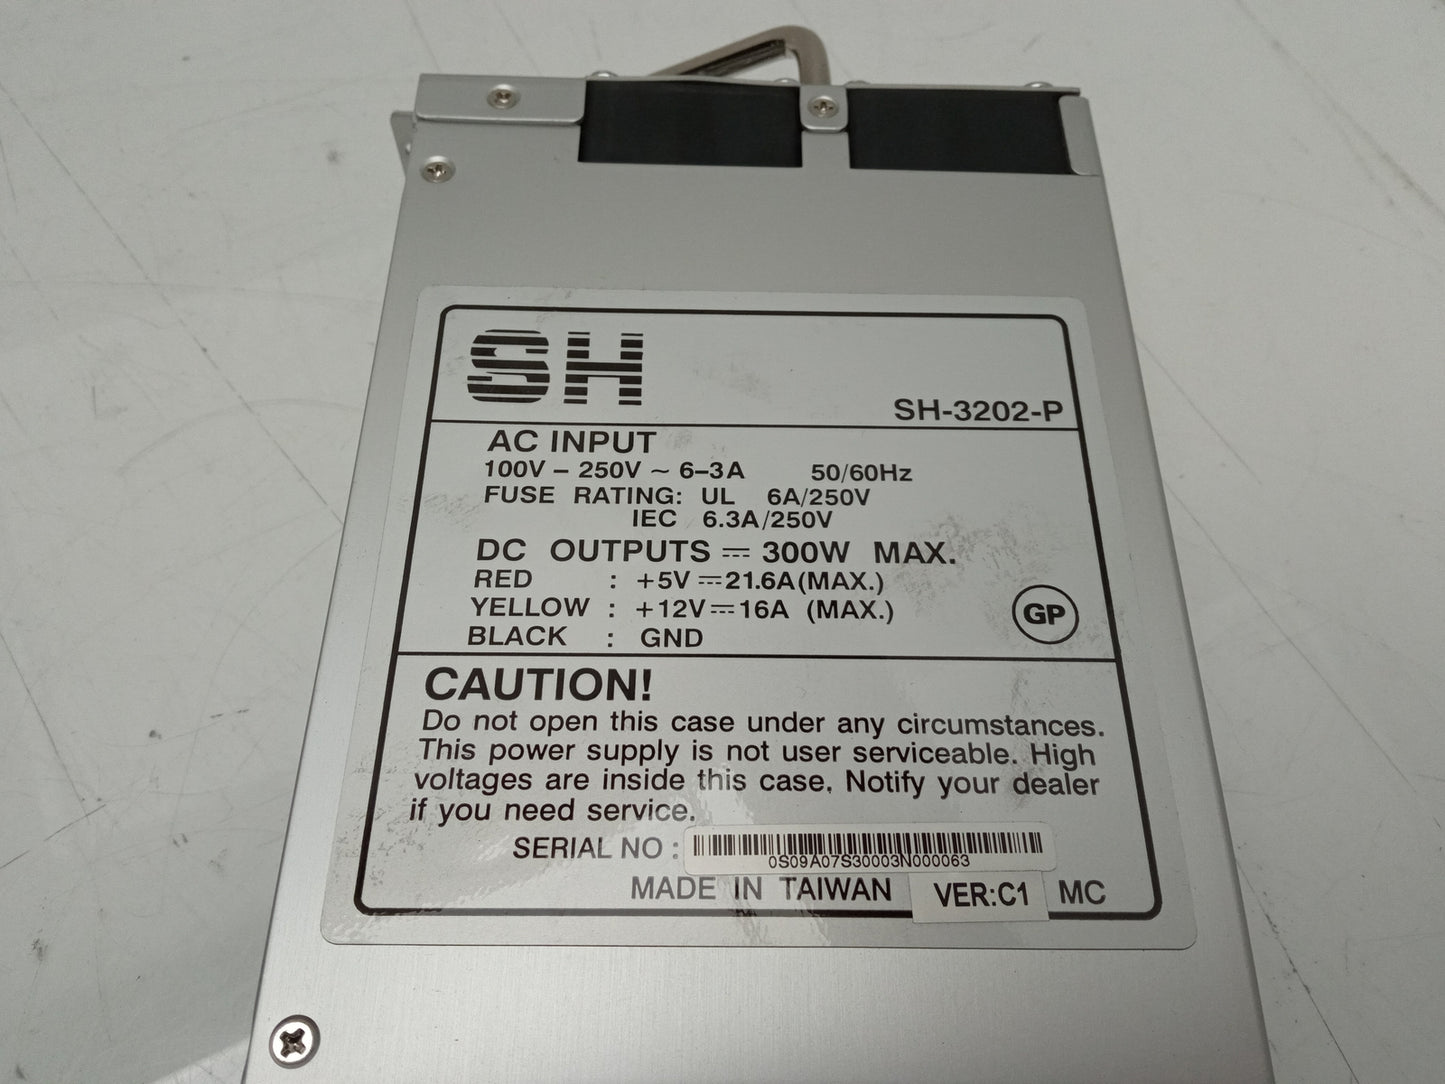 SH
SH-3202-P
AC INPUT
100V – 250V ~ 6–3A 50/60Hz
FUSE RATING: UL 6A/250V
IEC 6.3A/250V
DC OUTPUTS ⎓ 300W MAX.
RED : +5V⎓21.6A(MAX.)
YELLOW : +12V⎓16A (MAX.)
BLACK : GND
GP
CAUTION!
Do not open this case under any circumstances.
This power supply is not user serviceable. High
voltages are inside this case. Notify your dealer
if you need service.
SERIAL NO :
0S09A07S30003N000063
MADE IN TAIWAN VER:C1 MC